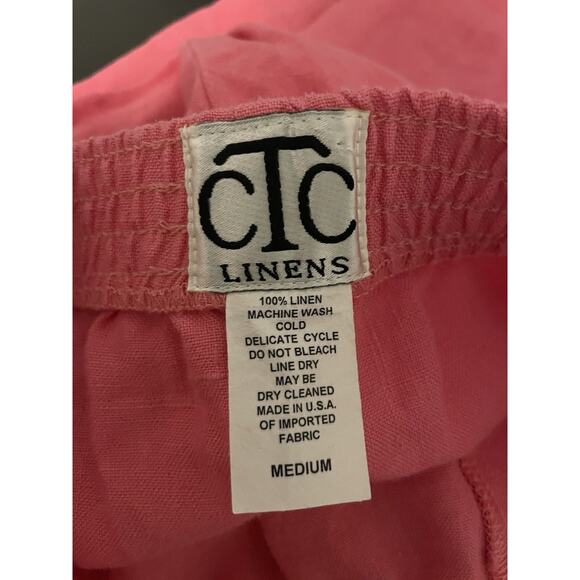 CTC
LINENS
100% LINEN
MACHINE WASH
COLD
DELICATE CYCLE
DO NOT BLEACH
LINE DRY
MAY BE
DRY CLEANED
MADE IN U.S.A.
OF IMPORTED
FABRIC
MEDIUM